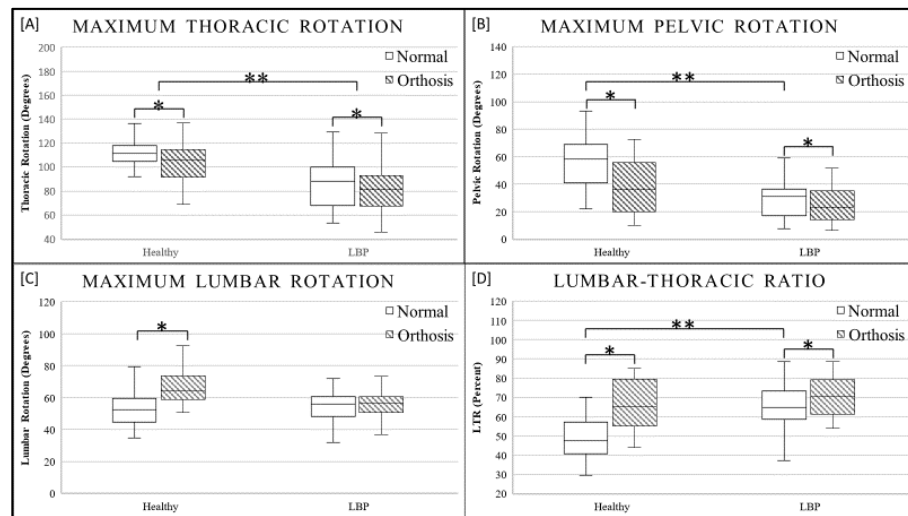 [A] MAXIMUM THORACIC ROTATION
Thoracic Rotation (Degrees)
200
180
160
140
120
100
80
60
40
Normal
Orthosis
**
*
*
Healthy
LBP
[B] MAXIMUM PELVIC ROTATION
Pelvic Rotation (Degrees)
140
120
100
80
60
40
20
0
Normal
Orthosis
**
*
*
Healthy
LBP
[C] MAXIMUM LUMBAR ROTATION
Lumbar Rotation (Degrees)
120
100
80
60
40
20
0
Normal
Orthosis
*
Healthy
LBP
[D] LUMBAR-THORACIC RATIO
LTR (Percent)
120
110
100
90
80
70
60
50
40
30
20
Normal
Orthosis
**
*
*
Healthy
LBP